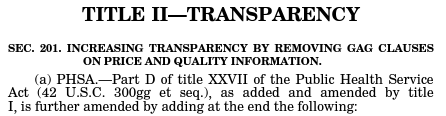 TITLE II—TRANSPARENCY
SEC. 201. INCREASING TRANSPARENCY BY REMOVING GAG CLAUSES
ON PRICE AND QUALITY INFORMATION.
(a) PHSA.—Part D of title XXVII of the Public Health Service
Act (42 U.S.C. 300gg et seq.), as added and amended by title
I, is further amended by adding at the end the following: